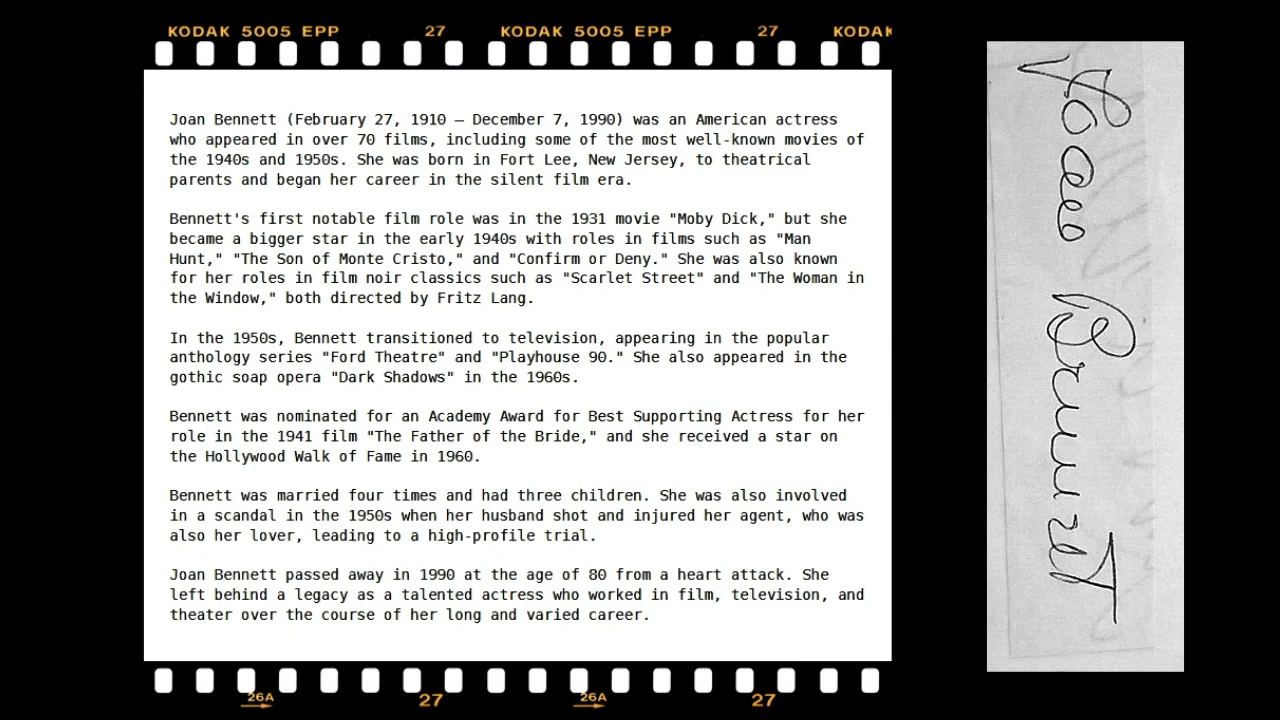 KODAK 5005 EPP 27 KODAK 5005 EPP 27 KODAK
Joan Bennett (February 27, 1910 – December 7, 1990) was an American actress
who appeared in over 70 films, including some of the most well-known movies of
the 1940s and 1950s. She was born in Fort Lee, New Jersey, to theatrical
parents and began her career in the silent film era.
Bennett's first notable film role was in the 1931 movie "Moby Dick," but she
became a bigger star in the early 1940s with roles in films such as "Man
Hunt," "The Son of Monte Cristo," and "Confirm or Deny." She was also known
for her roles in film noir classics such as "Scarlet Street" and "The Woman in
the Window," both directed by Fritz Lang.
In the 1950s, Bennett transitioned to television, appearing in the popular
anthology series "Ford Theatre" and "Playhouse 90." She also appeared in the
gothic soap opera "Dark Shadows" in the 1960s.
Bennett was nominated for an Academy Award for Best Supporting Actress for her
role in the 1941 film "The Father of the Bride," and she received a star on
the Hollywood Walk of Fame in 1960.
Bennett was married four times and had three children. She was also involved
in a scandal in the 1950s when her husband shot and injured her agent, who was
also her lover, leading to a high-profile trial.
Joan Bennett passed away in 1990 at the age of 80 from a heart attack. She
left behind a legacy as a talented actress who worked in film, television, and
theater over the course of her long and varied career.
26A 27 26A 27
Joan Bennett